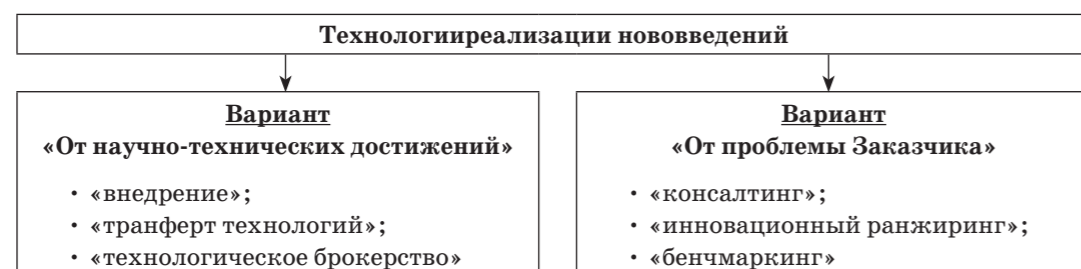 Технологииреализации нововведений
Вариант
«От научно-технических достижений»
• «внедрение»;
• «транферт технологий»;
• «технологическое брокерство»
Вариант
«От проблемы Заказчика»
• «консалтинг»;
• «инновационный ранжиринг»;
• «бенчмаркинг»